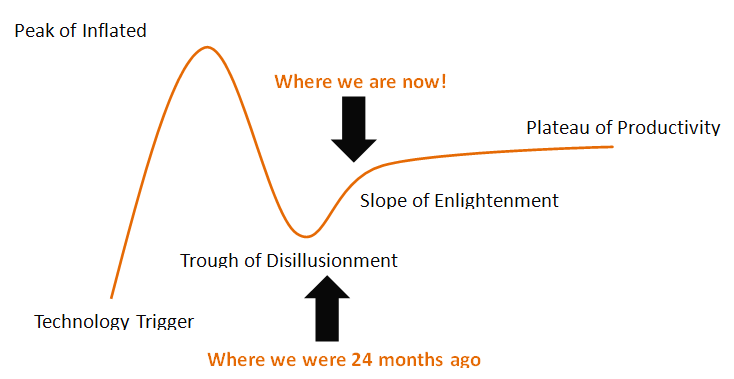 Peak of Inflated
Where we are now!
Plateau of Productivity
Slope of Enlightenment
Trough of Disillusionment
Technology Trigger
Where we were 24 months ago